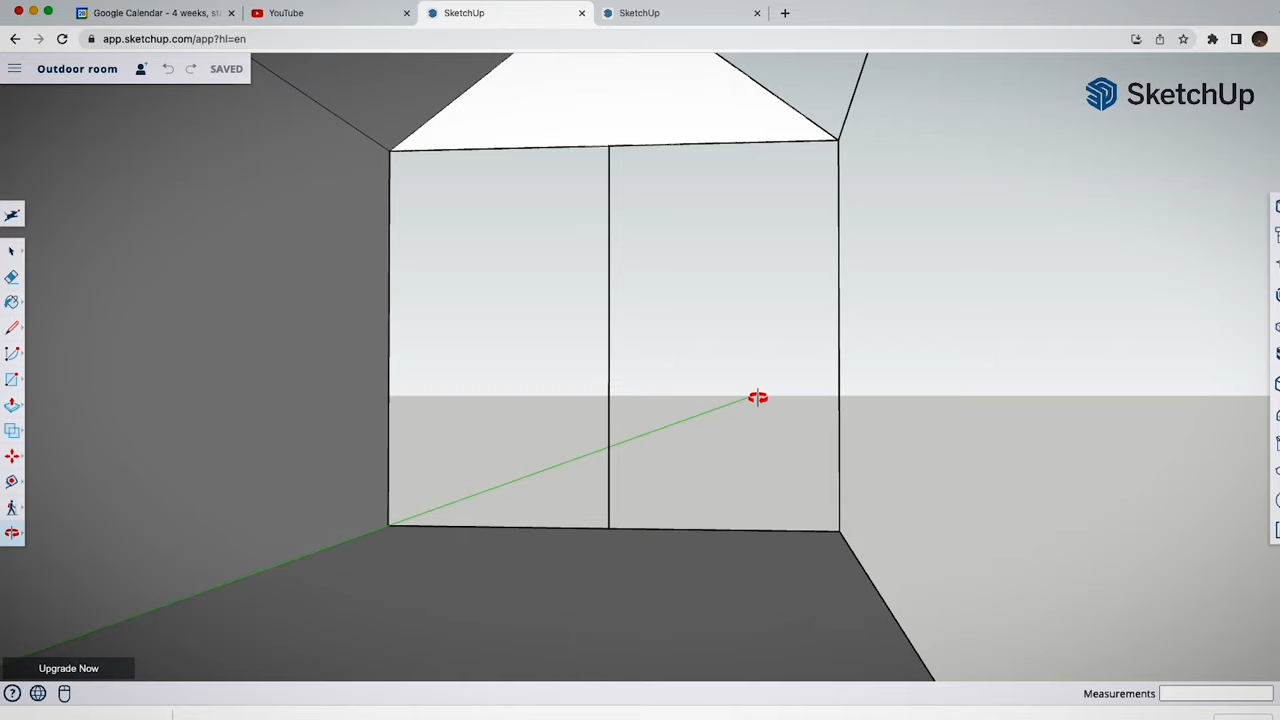 Google Calendar - 4 weeks, st
YouTube
SketchUp
SketchUp
app.sketchup.com/app?hl=en
Outdoor room
SAVED
SketchUp
Upgrade Now
Measurements